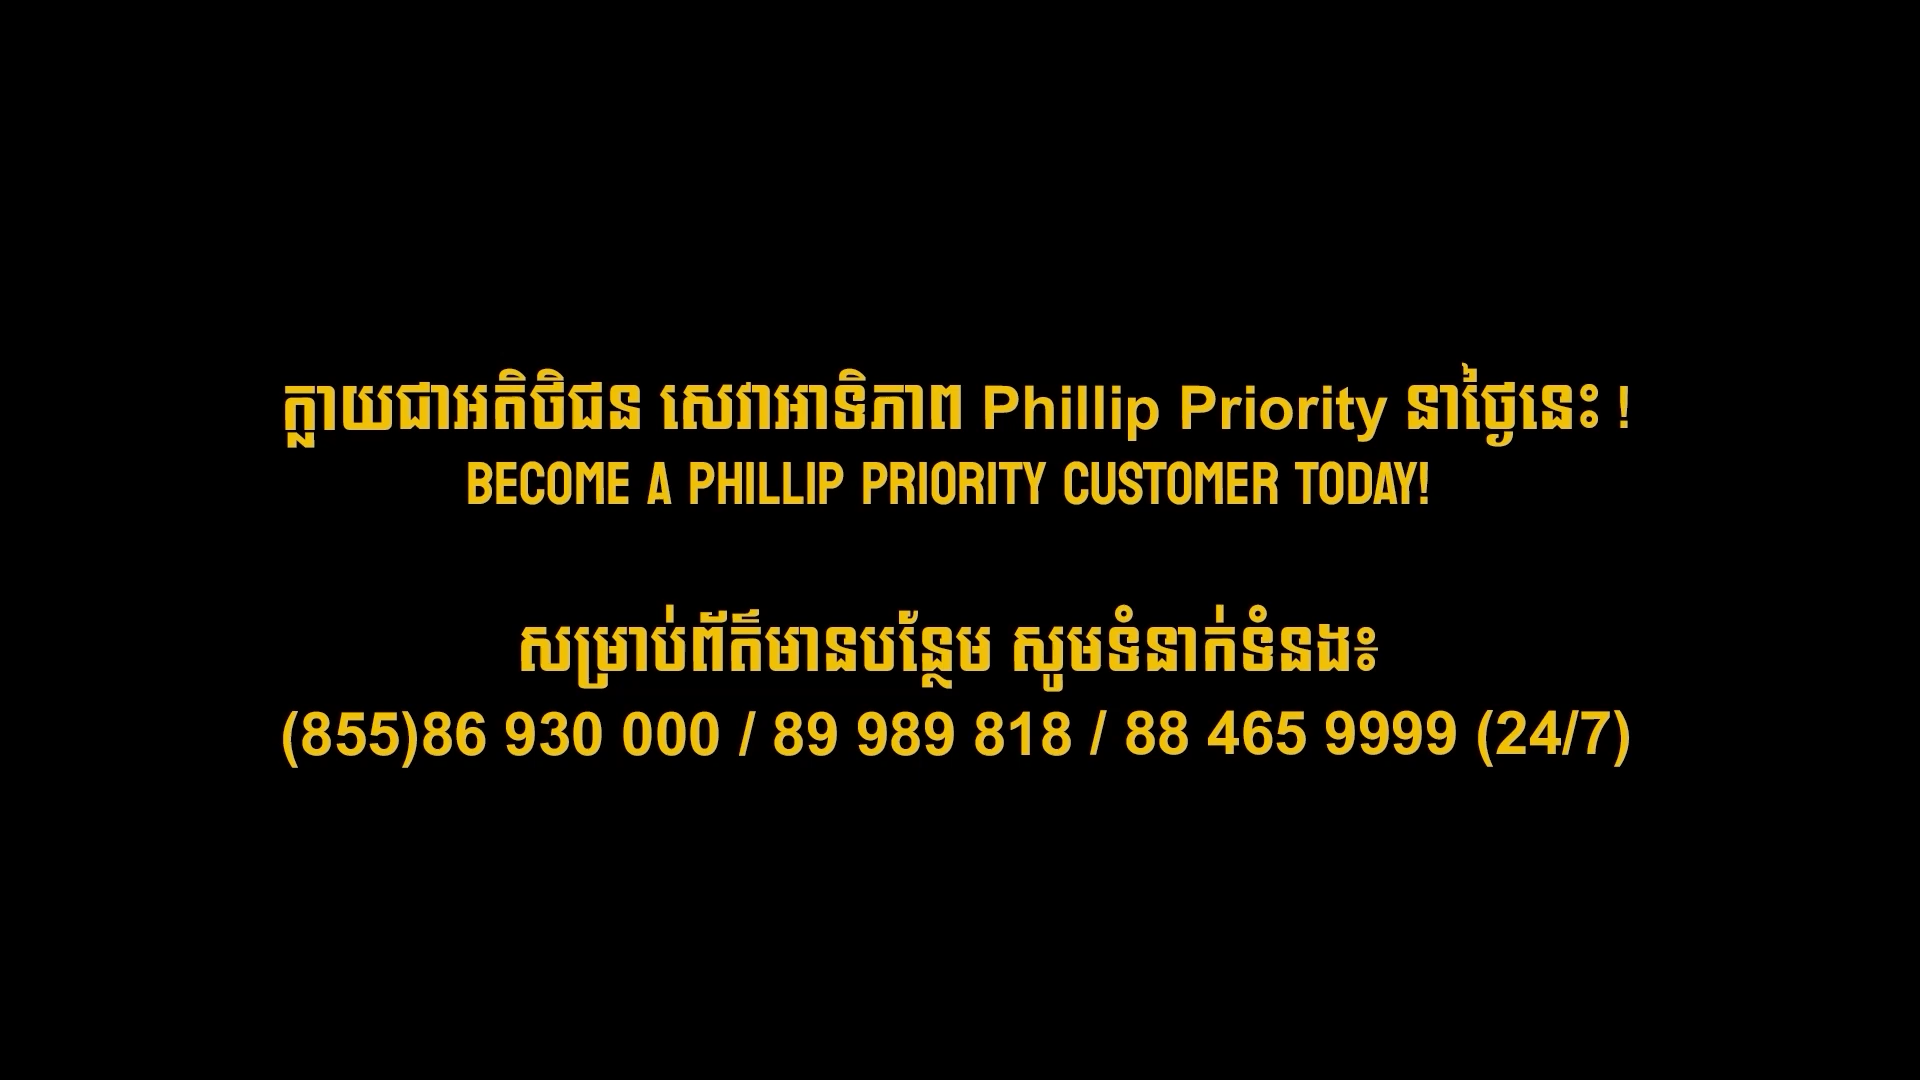 ក្លាយជាអតិថិជន សេវាអាទិភាព Phillip Priority នាថ្ងៃនេះ !
BECOME A PHILLIP PRIORITY CUSTOMER TODAY!
សម្រាប់ព័ត៌មានបន្ថែម សូមទំនាក់ទំនង៖
(855)86 930 000 / 89 989 818 / 88 465 9999 (24/7)